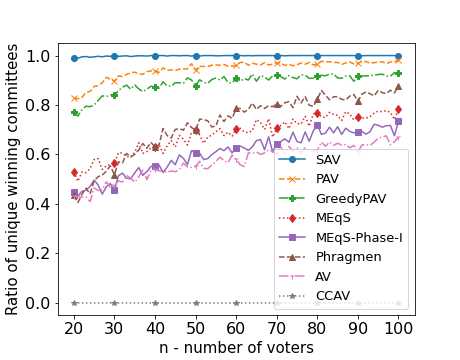 Ratio of unique winning committees
1.0
0.8
0.6
0.4
0.2
0.0
SAV
PAV
GreedyPAV
MEqS
MEqS-Phase-I
Phragmen
AV
CCAV
20 30 40 50 60 70 80 90 100
n - number of voters